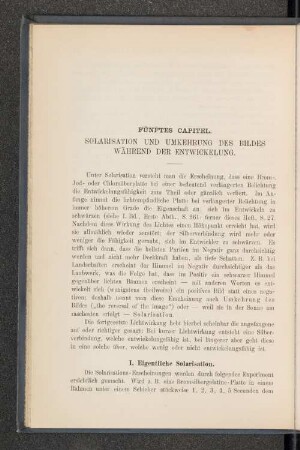 FÜNFTES CAPITEL.
SOLARISATION UND UMKEHRUNG DES BILDES
WÄHREND DER ENTWICKELUNG.
Unter Solarisation versteht man die Erscheinung, dass eine Brom-,
Jod- oder Chlorsilberplatte bei einer bedeutend verlängerten Belichtung
die Entwickelungsfähigkeit zum Theil oder gänzlich verliert. Im An-
fange nimmt die lichtempfindliche Platte bei verlängerter Belichtung in
immer höherem Grade die Eigenschaft an, sich im Entwickeln zu
schwärzen (siehe I. Bd., Erste Abth., S. 261; ferner dieses Heft, S. 27.
Nachdem diese Wirkung des Lichtes einen Höhepunkt erreicht hat, wird
sie allmählich wieder sanfter; der Silberverbindung wird mehr oder
weniger die Fähigkeit geraubt, sich im Entwickler zu schwärzen. Es
trifft sich dann, dass die hellsten Partien im Negativ ganz durchsichtig
werden und nicht mehr Deckkraft haben, als tiefe Schatten. Z. B. bei
Landschaften erscheint der Himmel im Negativ durchsichtiger als das
Laubwerk, was die Folge hat, dass im Positiv ein schwarzer Himmel
gegenüber lichten Bäumen erscheint — mit anderen Worten es ent-
wickelt sich (wenigstens theilweise) ein positives Bild statt eines nega-
tiven; deshalb nennt man diese Erscheinung auch Umkehrung des
Bildes („the reversal of the image“) oder — weil sie in der Sonne am
raschesten erfolgt — Solarisation.
Die fortgesetzte Lichtwirkung hebt hierbei scheinbar die angefangene
auf oder richtiger gesagt: Bei kurzer Lichtwirkung entsteht eine Silber-
verbindung, welche entwickelungsfähig ist, bei längerer aber geht diese
in eine solche über, welche wenig oder nicht entwickelungsfähig ist.
1. Eigentliche Solarisation.
Die Solarisations-Erscheinungen werden durch folgendes Experiment
ersichtlich gemacht. Wird z. B. eine Bromsilbergelatine-Platte in einem
Rahmen unter einem Schieber stückweise 1, 2, 3, 4, 5 Secunden dem